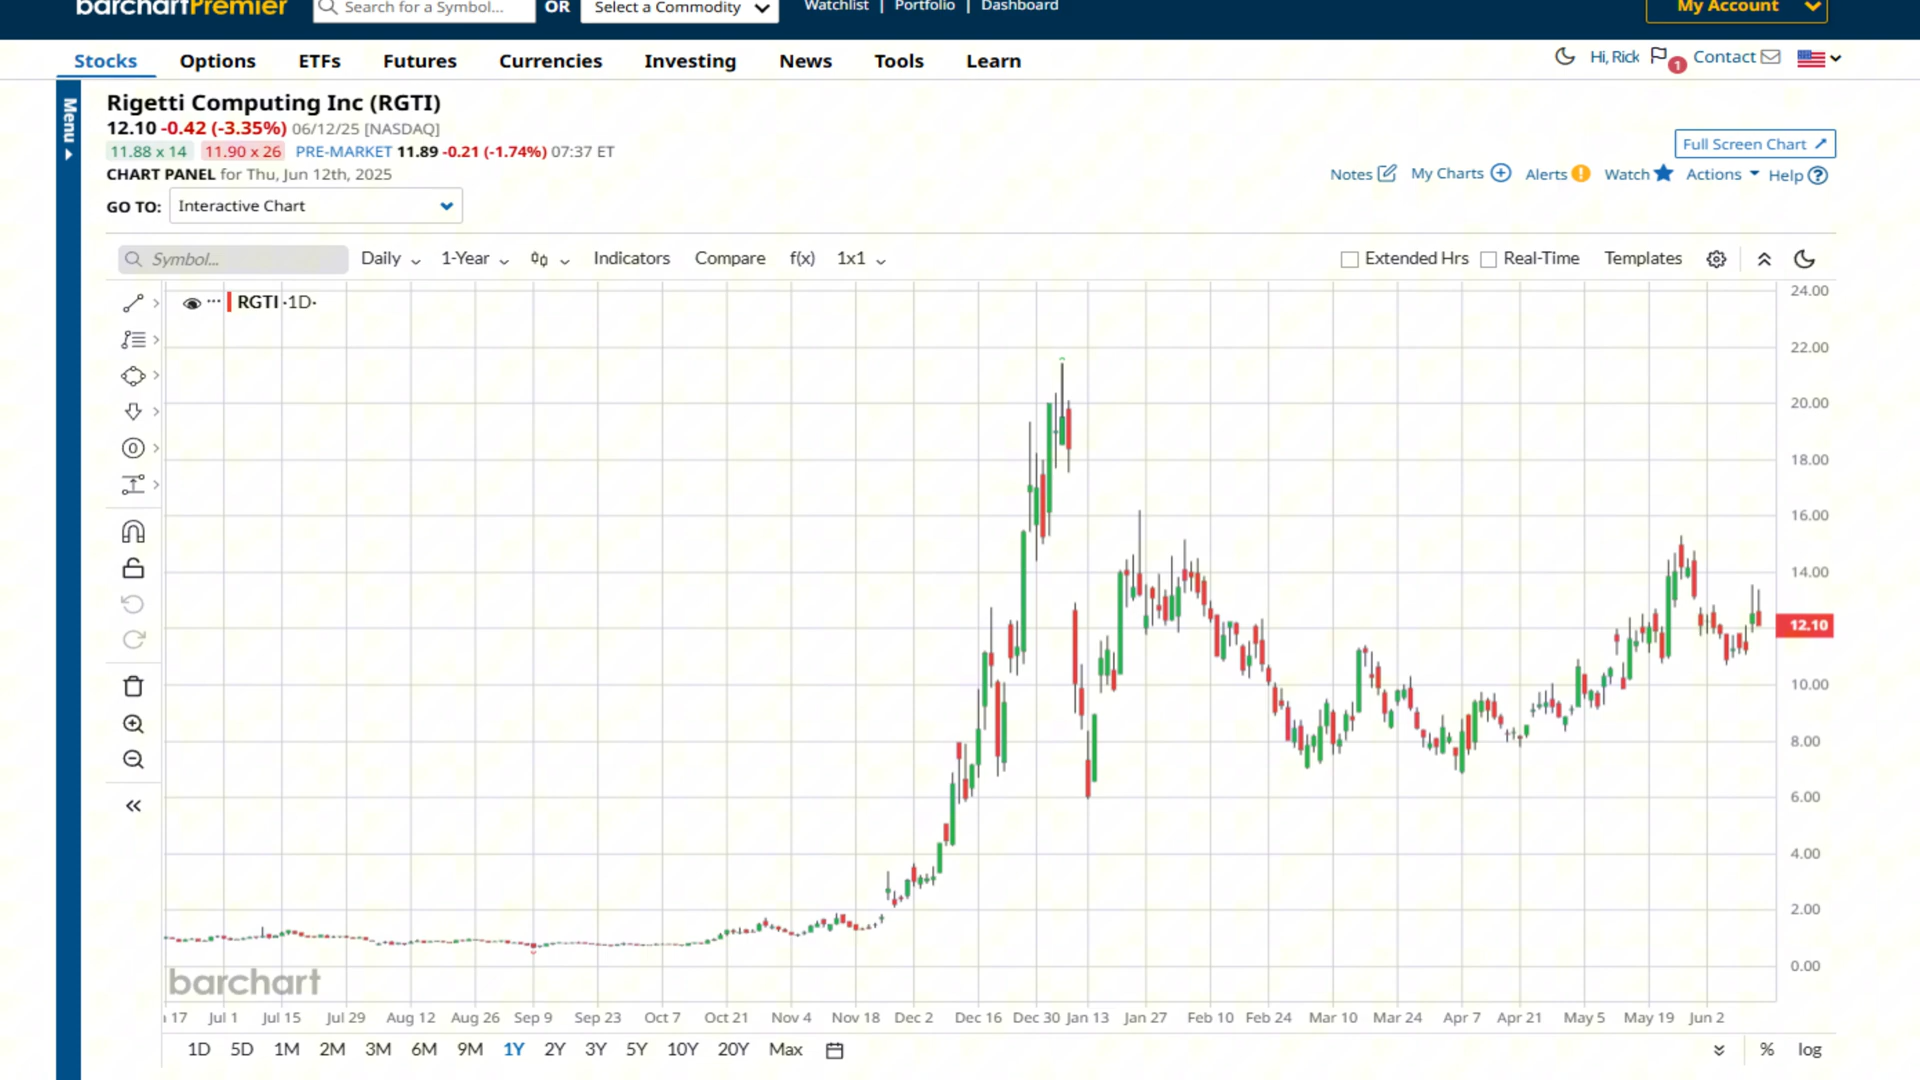 barchartPremier
Search for a Symbol...
OR
Select a Commodity
Watchlist | Portfolio | Dashboard
My Account
Stocks Options ETFs Futures Currencies Investing News Tools Learn
Hi, Rick
1
Contact
Menu
Rigetti Computing Inc (RGTI)
12.10 -0.42 (-3.35%) 06/12/25 [NASDAQ]
11.88 x 14 11.90 x 26 PRE-MARKET 11.89 -0.21 (-1.74%) 07:37 ET
CHART PANEL for Thu, Jun 12th, 2025
Full Screen Chart
Notes My Charts Alerts Watch Actions Help
GO TO: Interactive Chart
Symbol... Daily 1-Year Indicators Compare f(x) 1x1
Extended Hrs Real-Time Templates
RGTI ·1D·
24.00
22.00
20.00
18.00
16.00
14.00
12.10
10.00
8.00
6.00
4.00
2.00
0.00
barchart
17 Jul 1 Jul 15 Jul 29 Aug 12 Aug 26 Sep 9 Sep 23 Oct 7 Oct 21 Nov 4 Nov 18 Dec 2 Dec 16 Dec 30 Jan 13 Jan 27 Feb 10 Feb 24 Mar 10 Mar 24 Apr 7 Apr 21 May 5 May 19 Jun 2
1D 5D 1M 2M 3M 6M 9M 1Y 2Y 3Y 5Y 10Y 20Y Max
% log